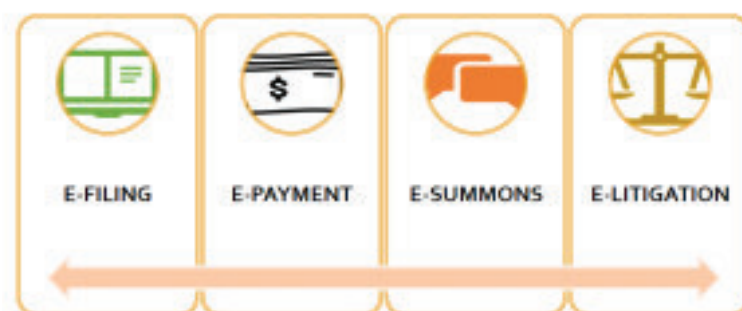 $
E-FILING
E-PAYMENT
E-SUMMONS
E-LITIGATION